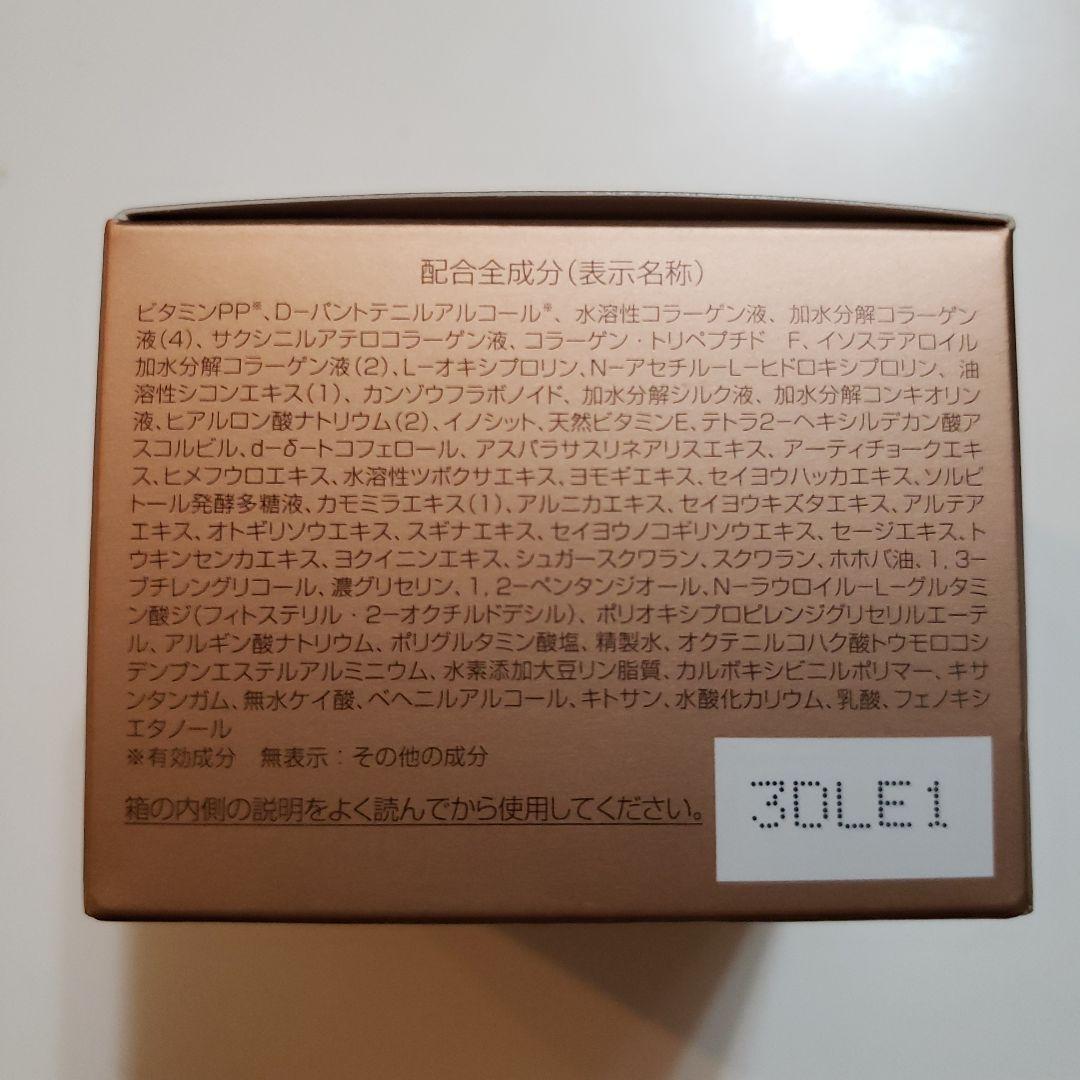 配合全成分(表示名称)
ビタミンPP※、D-パントテニルアルコール※、水溶性コラーゲン液、加水分解コラーゲン
液(4)、サクシニルアテロコラーゲン液、コラーゲン・トリペプチド F、イソステアロイル
加水分解コラーゲン液(2)、L-オキシプロリン、N-アセチル-L-ヒドロキシプロリン、油
溶性シコンエキス(1)、カンゾウフラボノイド、加水分解シルク液、加水分解コンキオリン
液、ヒアルロン酸ナトリウム(2)、イノシット、天然ビタミンE、テトラ2-ヘキシルデカン酸ア
スコルビル、d-δ-トコフェロール、アスパラサスリネアリスエキス、アーティチョークエキ
ス、ヒメフウロエキス、水溶性ツボクサエキス、ヨモギエキス、セイヨウハッカエキス、ソルビ
トール発酵多糖液、カモミラエキス(1)、アルニカエキス、セイヨウキズタエキス、アルテア
エキス、オトギリソウエキス、スギナエキス、セイヨウノコギリソウエキス、セージエキス、ト
ウキンセンカエキス、ヨクイニンエキス、シュガースクワラン、スクワラン、ホホバ油、1,3-
ブチレングリコール、濃グリセリン、1,2-ペンタンジオール、N-ラウロイル-L-グルタミ
ン酸ジ(フィトステリル・2-オクチルドデシル)、ポリオキシプロピレンジグリセリルエーテ
ル、アルギン酸ナトリウム、ポリグルタミン酸塩、精製水、オクテニルコハク酸トウモロコシ
デンプンエステルアルミニウム、水素添加大豆リン脂質、カルボキシビニルポリマー、キサ
ンタンガム、無水ケイ酸、ベヘニルアルコール、キトサン、水酸化カリウム、乳酸、フェノキシ
エタノール
※有効成分 無表示:その他の成分
箱の内側の説明をよく読んでから使用してください。
3DLE1